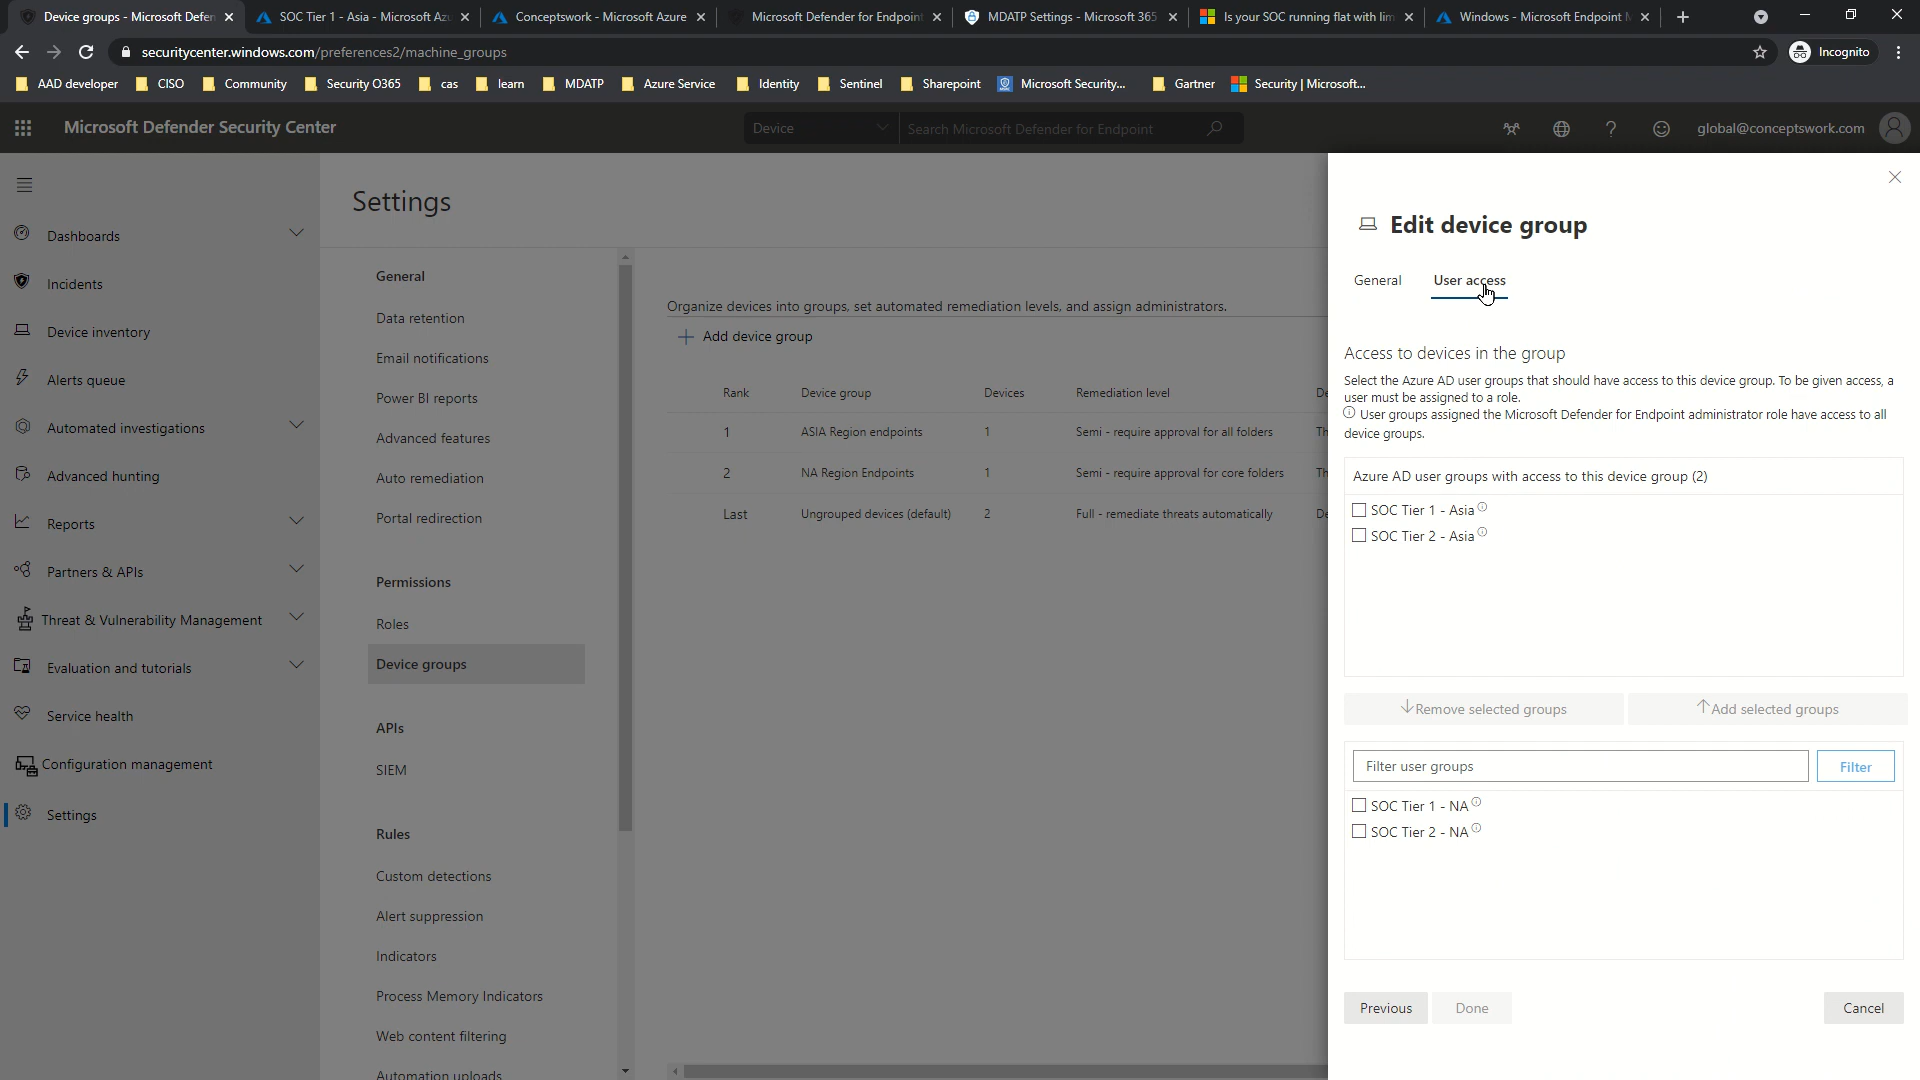 Device groups - Microsoft Defen
SOC Tier 1 - Asia - Microsoft Az
Conceptswork - Microsoft Azure
Microsoft Defender for Endpoint
MDATP Settings - Microsoft 365
Is your SOC running flat with lim
Windows - Microsoft Endpoint M
securitycenter.windows.com/preferences2/machine_groups
Incognito
AAD developer
CISO
Community
Security O365
cas
learn
MDATP
Azure Service
Identity
Sentinel
Sharepoint
Microsoft Security...
Gartner
Security | Microsoft...
Microsoft Defender Security Center
Device
Search Microsoft Defender for Endpoint
global@conceptswork.com
Dashboards
Incidents
Device inventory
Alerts queue
Automated investigations
Advanced hunting
Reports
Partners & APIs
Threat & Vulnerability Management
Evaluation and tutorials
Service health
Configuration management
Settings
Settings
General
Data retention
Email notifications
Power BI reports
Advanced features
Auto remediation
Portal redirection
Permissions
Roles
Device groups
APIs
SIEM
Rules
Custom detections
Alert suppression
Indicators
Process Memory Indicators
Web content filtering
Automation uploads
Organize devices into groups, set automated remediation levels, and assign administrators.
Add device group
Rank Device group Devices Remediation level De
1 ASIA Region endpoints 1 Semi - require approval for all folders Th
2 NA Region Endpoints 1 Semi - require approval for core folders Th
Last Ungrouped devices (default) 2 Full - remediate threats automatically De
Edit device group
General User access
Access to devices in the group
Select the Azure AD user groups that should have access to this device group. To be given access, a
user must be assigned to a role.
User groups assigned the Microsoft Defender for Endpoint administrator role have access to all
device groups.
Azure AD user groups with access to this device group (2)
SOC Tier 1 - Asia
SOC Tier 2 - Asia
Remove selected groups Add selected groups
Filter user groups Filter
SOC Tier 1 - NA
SOC Tier 2 - NA
Previous Done Cancel